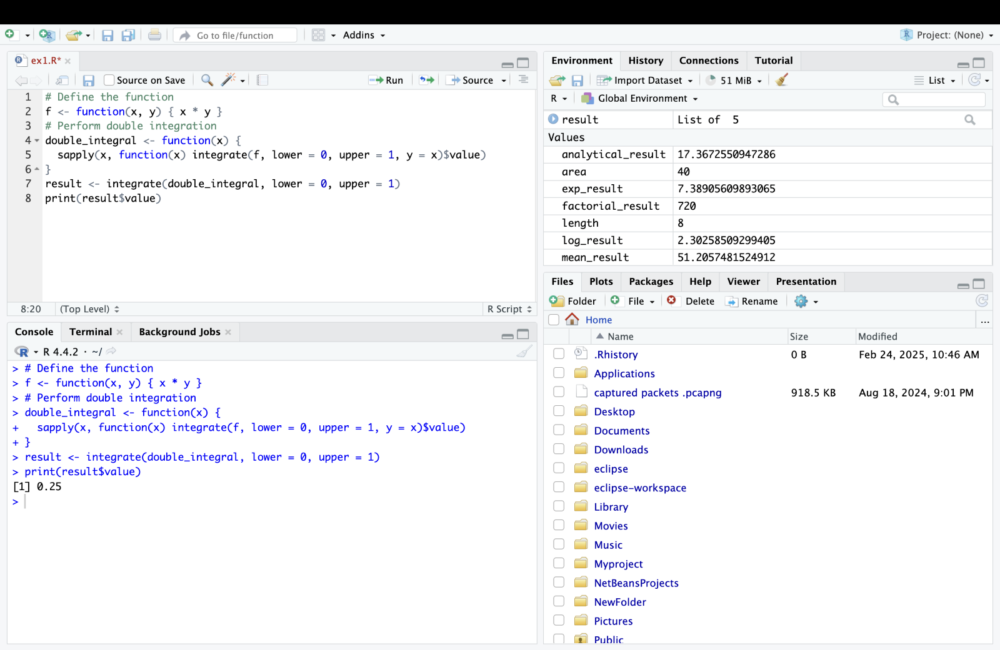 Go to file/function
Addins
Project: (None)
ex1.R*
Source on Save
Run
Source
1 # Define the function
2 f <- function(x, y) { x * y }
3 # Perform double integration
4 double_integral <- function(x) {
5   sapply(x, function(x) integrate(f, lower = 0, upper = 1, y = x)$value)
6 }
7 result <- integrate(double_integral, lower = 0, upper = 1)
8 print(result$value)
8:20 (Top Level) R Script
Console Terminal Background Jobs
R 4.4.2 · ~/
> # Define the function
> f <- function(x, y) { x * y }
> # Perform double integration
> double_integral <- function(x) {
+   sapply(x, function(x) integrate(f, lower = 0, upper = 1, y = x)$value)
+ }
> result <- integrate(double_integral, lower = 0, upper = 1)
> print(result$value)
[1] 0.25
>
Environment History Connections Tutorial
Import Dataset 51 MiB List
R Global Environment
result List of  5
Values
analytical_result 17.3672550947286
area 40
exp_result 7.38905609893065
factorial_result 720
length 8
log_result 2.30258509299405
mean_result 51.2057481524912
Files Plots Packages Help Viewer Presentation
Folder File Delete Rename
Home ...
Name Size Modified
.Rhistory 0 B Feb 24, 2025, 10:46 AM
Applications
captured packets .pcapng 918.5 KB Aug 18, 2024, 9:01 PM
Desktop
Documents
Downloads
eclipse
eclipse-workspace
Library
Movies
Music
Myproject
NetBeansProjects
NewFolder
Pictures
Public